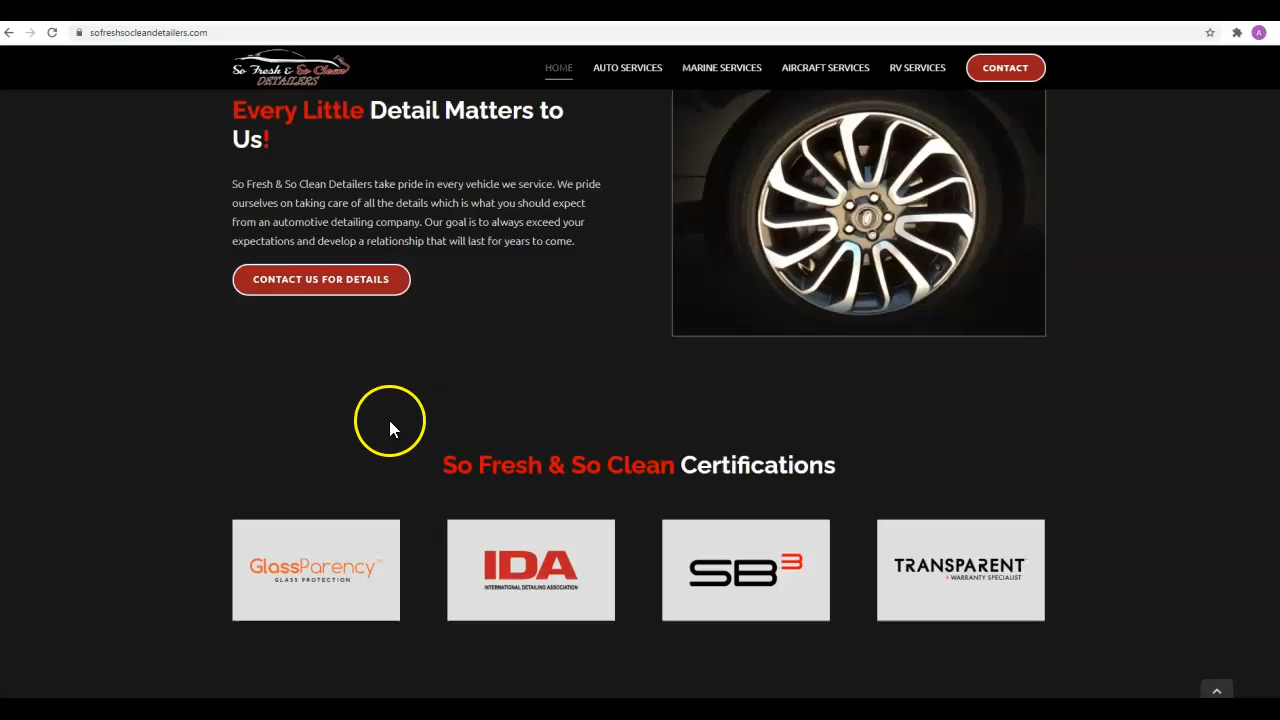 sofreshsocleandetailers.com
A
So Fresh & So Clean
DETAILERS
HOME
AUTO SERVICES
MARINE SERVICES
AIRCRAFT SERVICES
RV SERVICES
CONTACT
Every Little Detail Matters to
Us!
So Fresh & So Clean Detailers take pride in every vehicle we service. We pride
ourselves on taking care of all the details which is what you should expect
from an automotive detailing company. Our goal is to always exceed your
expectations and develop a relationship that will last for years to come.
CONTACT US FOR DETAILS
So Fresh & So Clean Certifications
GlassParency™
GLASS PROTECTION
IDA
INTERNATIONAL DETAILING ASSOCIATION
SB3
TRANSPARENT
+WARRANTY SPECIALIST